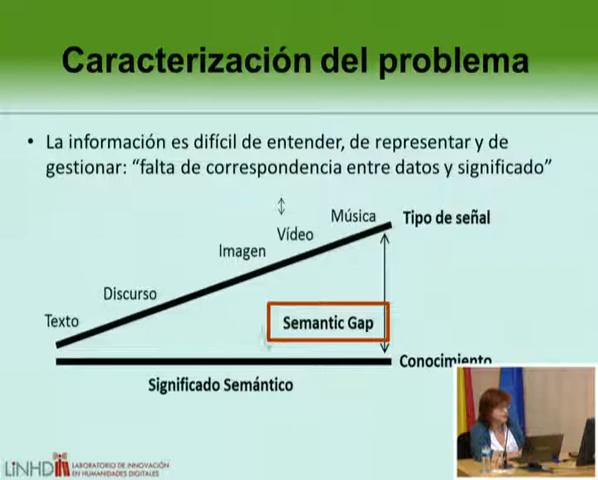 Caracterización del problema
• La información es difícil de entender, de representar y de
gestionar: “falta de correspondencia entre datos y significado”
Música
Tipo de señal
Vídeo
Imagen
Discurso
Texto
Semantic Gap
Conocimiento
Significado Semántico
LINHD
LABORATORIO DE INNOVACIÓN
EN HUMANIDADES DIGITALES